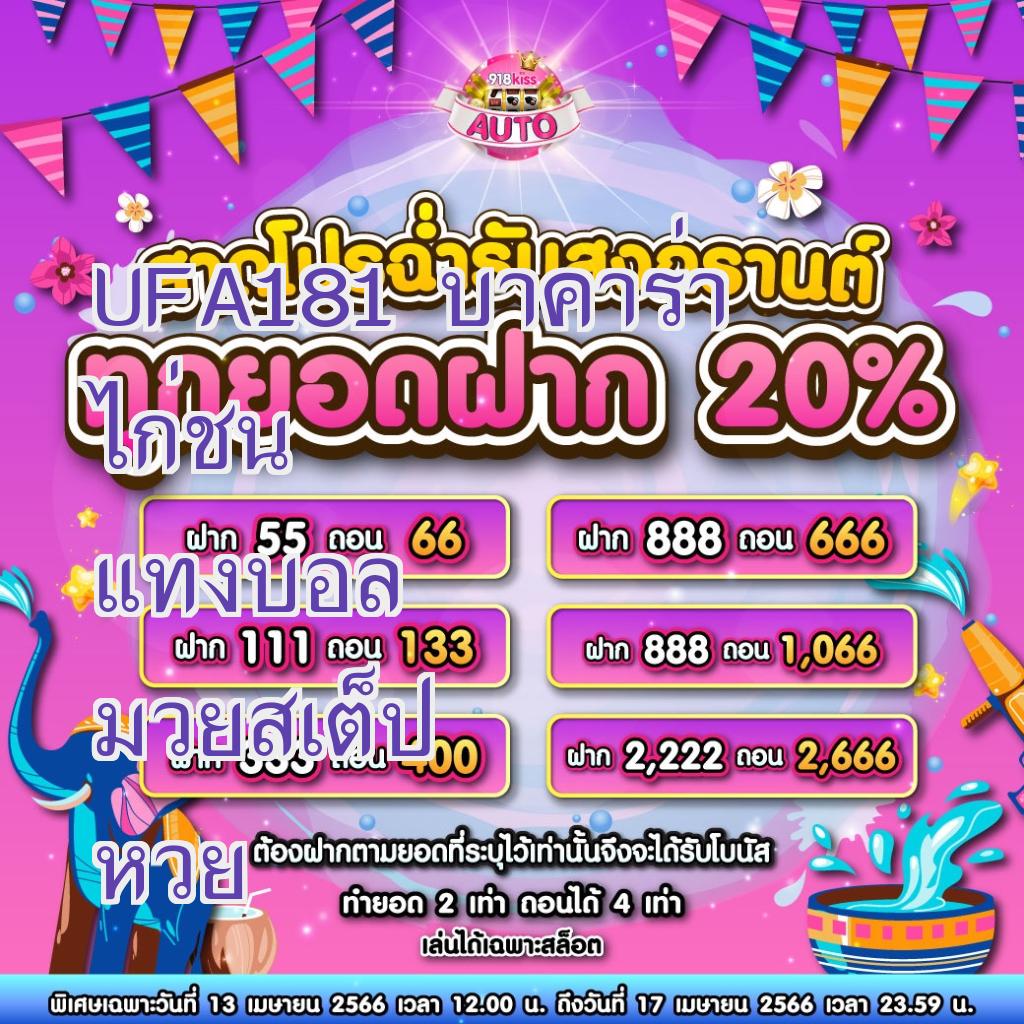 918kiss
AUTO
สาดโปรฉ่ำรับสงกรานต์
UFA181 บาคาร่า
ทุกยอดฝาก 20%
ไก่ชน
ฝาก 55 ถอน 66
ฝาก 888 ถอน 666
แทงบอล
ฝาก 111 ถอน 133
ฝาก 888 ถอน 1,066
มวยสเต็ป
ฝาก 333 ถอน 400
ฝาก 2,222 ถอน 2,666
หวย
ต้องฝากตามยอดที่ระบุไว้เท่านั้นจึงจะได้รับโบนัส
ทำยอด 2 เท่า ถอนได้ 4 เท่า
เล่นได้เฉพาะสล็อต
พิเศษเฉพาะวันที่ 13 เมษายน 2566 เวลา 12.00 น. ถึงวันที่ 17 เมษายน 2566 เวลา 23.59 น.